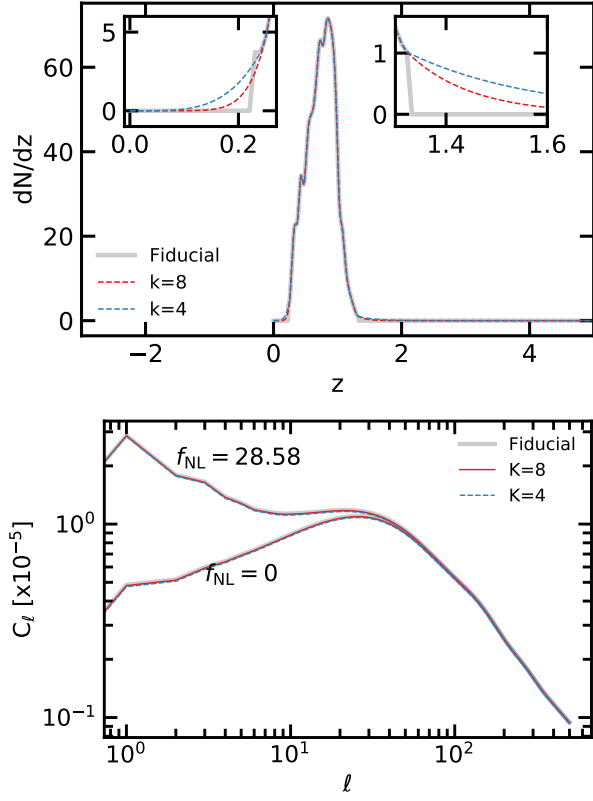 5
0
0.0
0.2
1
0
1.4
1.6
60
40
20
0
dN/dz
Fiducial
k=8
k=4
−2
0
2
4
z
f_NL = 28.58
f_NL = 0
Fiducial
K=8
K=4
10^0
10^−1
C_ℓ [x10^−5]
10^0
10^1
10^2
ℓ